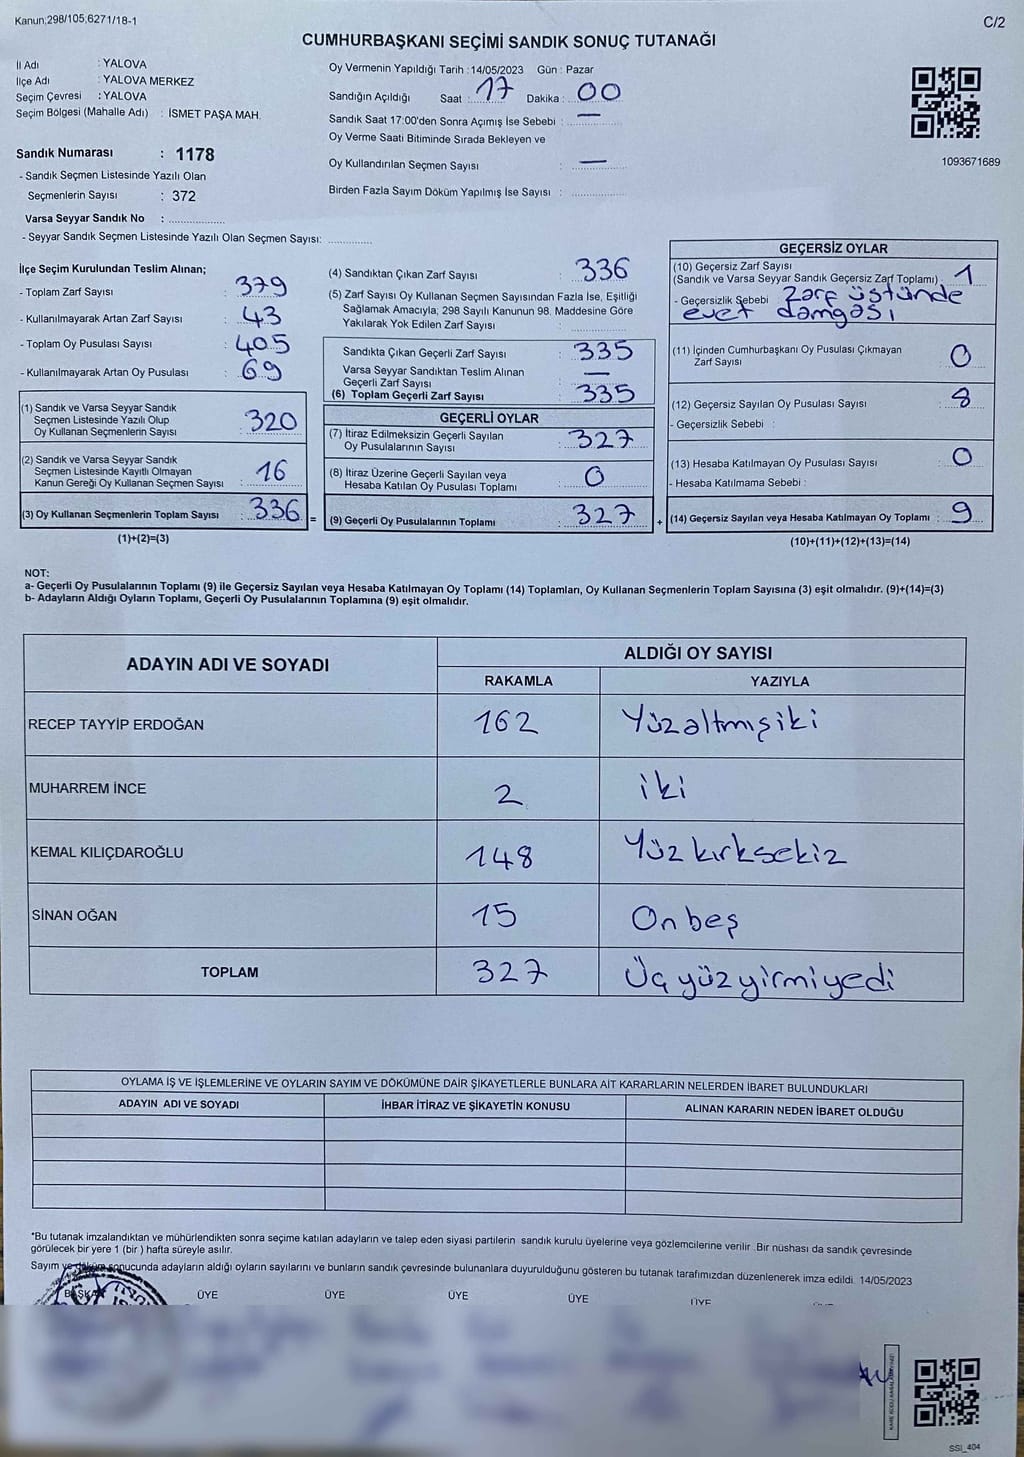 Kanun;298/105,6271/18-1
C/2
CUMHURBAŞKANI SEÇİMİ SANDIK SONUÇ TUTANAĞI
İl Adı : YALOVA
İlçe Adı : YALOVA MERKEZ
Seçim Çevresi : YALOVA
Seçim Bölgesi (Mahalle Adı) : İSMET PAŞA MAH.
Sandık Numarası : 1178
- Sandık Seçmen Listesinde Yazılı Olan
Seçmenlerin Sayısı : 372
Varsa Seyyar Sandık No :
- Seyyar Sandık Seçmen Listesinde Yazılı Olan Seçmen Sayısı:
Oy Vermenin Yapıldığı Tarih : 14/05/2023 Gün : Pazar
Sandığın Açıldığı Saat : 17 Dakika : 00
Sandık Saat 17:00'den Sonra Açımış İse Sebebi : —
Oy Verme Saati Bitiminde Sırada Bekleyen ve
Oy Kullandırılan Seçmen Sayısı : —
Birden Fazla Sayım Döküm Yapılmış İse Sayısı :
1093671689
İlçe Seçim Kurulundan Teslim Alınan;
- Toplam Zarf Sayısı : 379
- Kullanılmayarak Artan Zarf Sayısı : 43
- Toplam Oy Pusulası Sayısı : 405
- Kullanılmayarak Artan Oy Pusulası : 69
(1) Sandık ve Varsa Seyyar Sandık
Seçmen Listesinde Yazılı Olup
Oy Kullanan Seçmenlerin Sayısı : 320
(2) Sandık ve Varsa Seyyar Sandık
Seçmen Listesinde Kayıtlı Olmayan
Kanun Gereği Oy Kullanan Seçmen Sayısı : 16
(3) Oy Kullanan Seçmenlerin Toplam Sayısı : 336
(1)+(2)=(3)
=
(4) Sandıktan Çıkan Zarf Sayısı : 336
(5) Zarf Sayısı Oy Kullanan Seçmen Sayısından Fazla İse, Eşitliği
Sağlamak Amacıyla; 298 Sayılı Kanunun 98. Maddesine Göre
Yakılarak Yok Edilen Zarf Sayısı :
Sandıkta Çıkan Geçerli Zarf Sayısı : 335
Varsa Seyyar Sandıktan Teslim Alınan
Geçerli Zarf Sayısı : —
(6) Toplam Geçerli Zarf Sayısı : 335
GEÇERLİ OYLAR
(7) İtiraz Edilmeksizin Geçerli Sayılan
Oy Pusulalarının Sayısı : 327
(8) İtiraz Üzerine Geçerli Sayılan veya
Hesaba Katılan Oy Pusulası Toplamı : 0
(9) Geçerli Oy Pusulalarının Toplamı : 327
+
GEÇERSİZ OYLAR
(10) Geçersiz Zarf Sayısı
(Sandık ve Varsa Seyyar Sandık Geçersiz Zarf Toplamı) : 1
- Geçersizlik Sebebi : Zarf üstünde
evet damgası
(11) İçinden Cumhurbaşkanı Oy Pusulası Çıkmayan
Zarf Sayısı : 0
(12) Geçersiz Sayılan Oy Pusulası Sayısı : 8
- Geçersizlik Sebebi :
(13) Hesaba Katılmayan Oy Pusulası Sayısı : 0
- Hesaba Katılmama Sebebi :
(14) Geçersiz Sayılan veya Hesaba Katılmayan Oy Toplamı : 9
(10)+(11)+(12)+(13)=(14)
NOT:
a- Geçerli Oy Pusulalarının Toplamı (9) ile Geçersiz Sayılan veya Hesaba Katılmayan Oy Toplamı (14) Toplamları, Oy Kullanan Seçmenlerin Toplam Sayısına (3) eşit olmalıdır. (9)+(14)=(3)
b- Adayların Aldığı Oyların Toplamı, Geçerli Oy Pusulalarının Toplamına (9) eşit olmalıdır.
ADAYIN ADI VE SOYADI
ALDIĞI OY SAYISI
RAKAMLA YAZIYLA
RECEP TAYYİP ERDOĞAN 162 Yüzaltmışiki
MUHARREM İNCE 2 iki
KEMAL KILIÇDAROĞLU 148 Yüzkırksekiz
SİNAN OĞAN 15 Onbeş
TOPLAM 327 Üçyüzyirmiyedi
OYLAMA İŞ VE İŞLEMLERİNE VE OYLARIN SAYIM VE DÖKÜMÜNE DAİR ŞİKAYETLERLE BUNLARA AİT KARARLARIN NELERDEN İBARET BULUNDUKLARI
ADAYIN ADI VE SOYADI İHBAR İTİRAZ VE ŞİKAYETİN KONUSU ALINAN KARARIN NEDEN İBARET OLDUĞU
*Bu tutanak imzalandıktan ve mühürlendikten sonra seçime katılan adayların ve talep eden siyasi partilerin sandık kurulu üyelerine veya gözlemcilerine verilir. Bir nüshası da sandık çevresinde
görülecek bir yere 1 (bir ) hafta süreyle asılır.
Sayım ve döküm sonucunda adayların aldığı oyların sayılarını ve bunların sandık çevresinde bulunanlara duyurulduğunu gösteren bu tutanak tarafımızdan düzenlenerek imza edildi. 14/05/2023
BAŞKAN ÜYE ÜYE ÜYE ÜYE ÜYE ÜYE
SSI_404